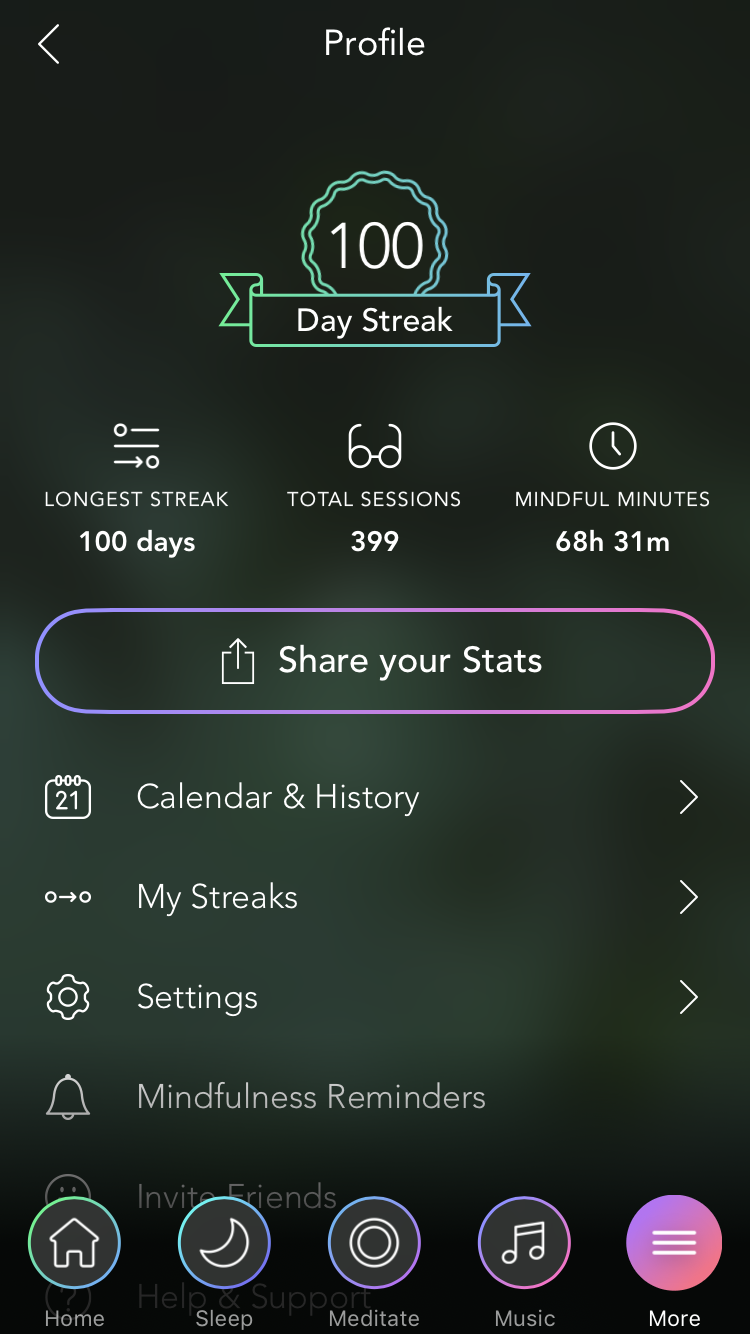 Profile
100
Day Streak
LONGEST STREAK
TOTAL SESSIONS
MINDFUL MINUTES
100 days
399
68h 31m
Share your Stats
21
Calendar & History
My Streaks
Settings
Mindfulness Reminders
Invite Friends
? Help & Support
Home
Sleep
Meditate
Music
More